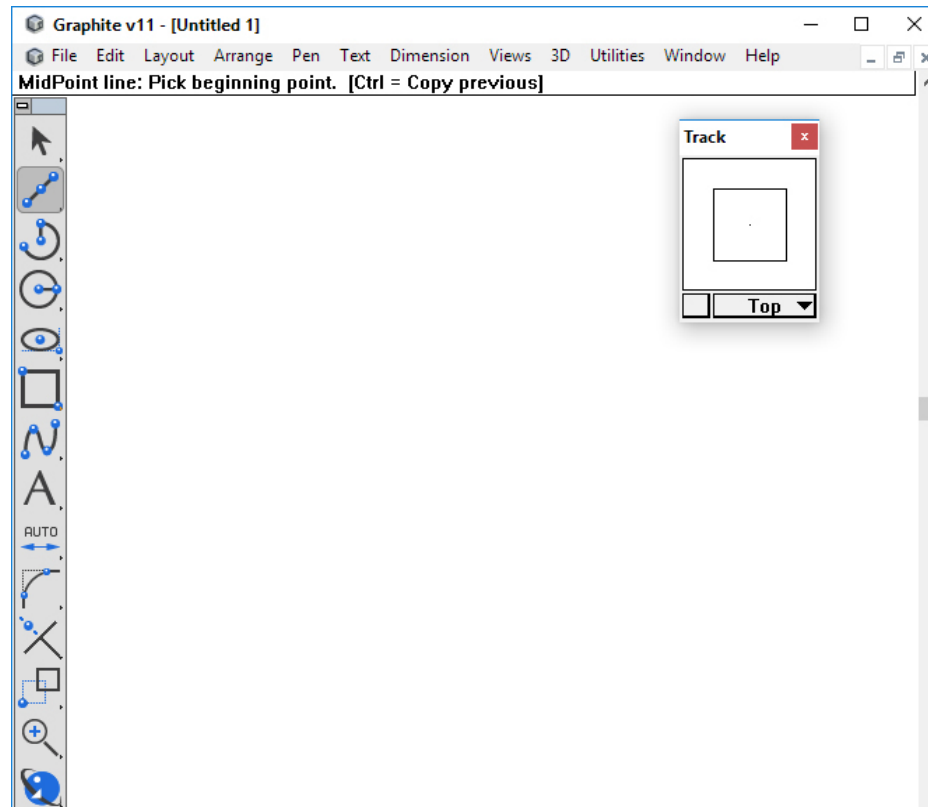 Graphite v11 - [Untitled 1]
File Edit Layout Arrange Pen Text Dimension Views 3D Utilities Window Help
MidPoint line: Pick beginning point. [Ctrl = Copy previous]
Track
Top
A
AUTO